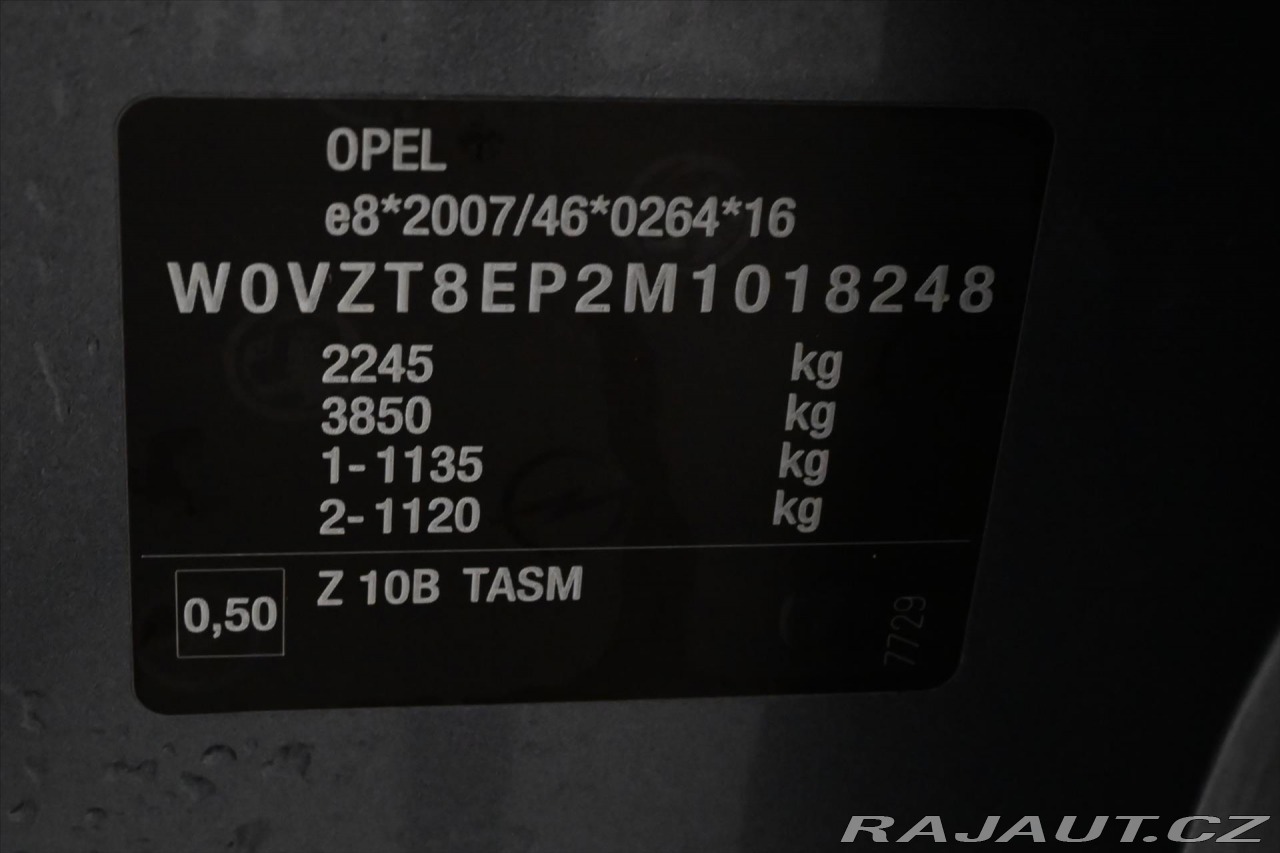 OPEL
e8*2007/46*0264*16
W0VZT8EP2M1018248
2245 kg
3850 kg
1-1135 kg
2-1120 kg
0,50 Z 10B TASM
7729
RAJAUT.CZ